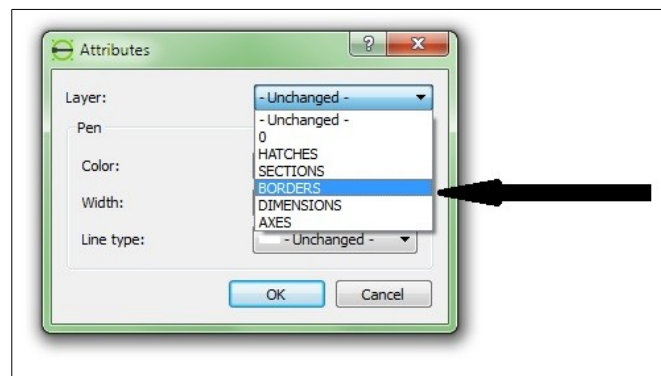 Attributes
?
Layer:
- Unchanged -
- Unchanged -
0
Pen
HATCHES
Color:
SECTIONS
BORDERS
Width:
DIMENSIONS
AXES
Line type:
- Unchanged -
OK
Cancel